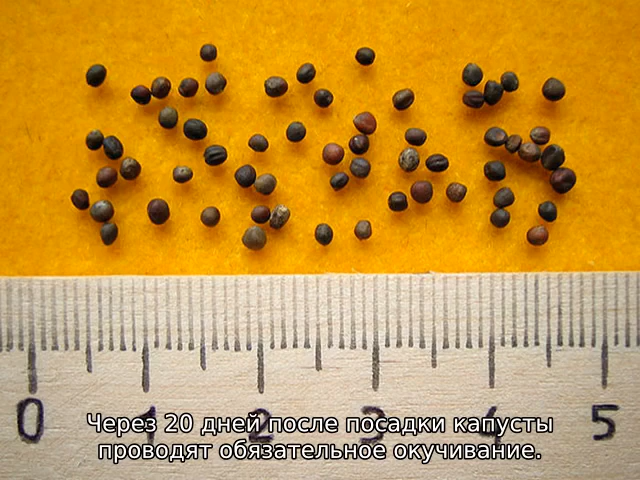 0 1 2 3 4 5
Через 20 дней после посадки капусты
проводят обязательное окучивание.